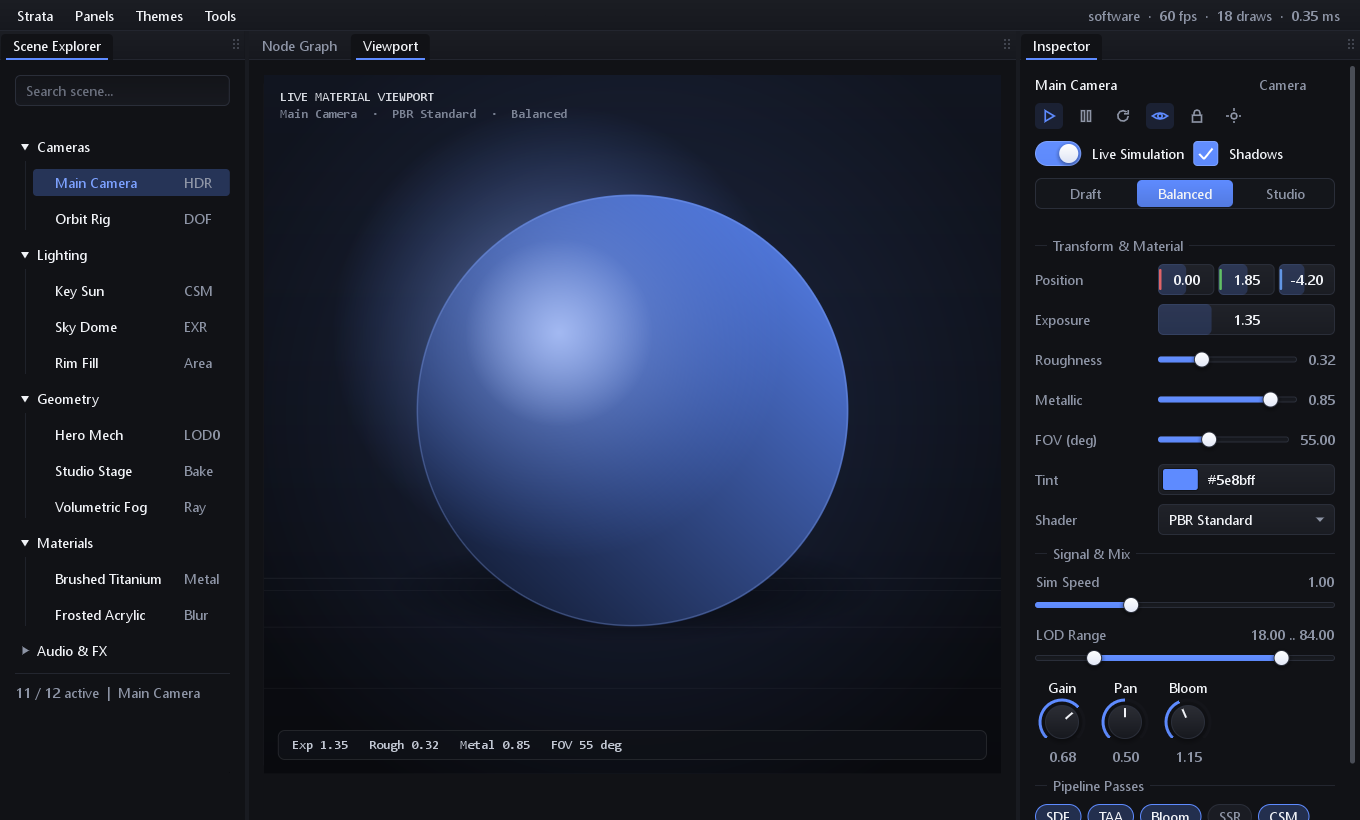 Strata Panels Themes Tools
software · 60 fps · 18 draws · 0.35 ms
Scene Explorer
Search scene...
Cameras
Main Camera HDR
Orbit Rig DOF
Lighting
Key Sun CSM
Sky Dome EXR
Rim Fill Area
Geometry
Hero Mech LOD0
Studio Stage Bake
Volumetric Fog Ray
Materials
Brushed Titanium Metal
Frosted Acrylic Blur
Audio & FX
11 / 12 active | Main Camera
Node Graph Viewport
LIVE MATERIAL VIEWPORT
Main Camera · PBR Standard · Balanced
Exp 1.35 Rough 0.32 Metal 0.85 FOV 55 deg
Inspector
Main Camera Camera
Live Simulation Shadows
Draft Balanced Studio
Transform & Material
Position 0.00 1.85 -4.20
Exposure 1.35
Roughness 0.32
Metallic 0.85
FOV (deg) 55.00
Tint #5e8bff
Shader PBR Standard
Signal & Mix
Sim Speed 1.00
LOD Range 18.00 .. 84.00
Gain Pan Bloom
0.68 0.50 1.15
Pipeline Passes
SDF TAA Bloom SSR CSM